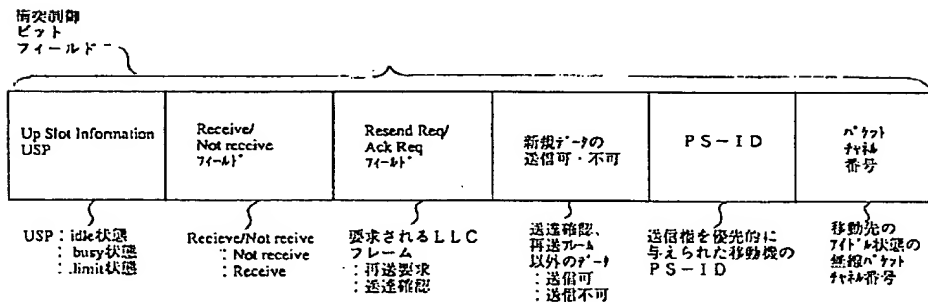 衝突制御
ビット
フィールド
Up Slot Information
USP
Receive/
Not receive
フィールド
Resend Req/
Ack Req
フィールド
新規データの
送信可・不可
PS-ID
パケット
チャネル
番号
USP : idle状態
: busy状態
: limit状態
Recieve/Not recive
: Not receive
: Receive
要求されるLLC
フレーム
: 再送要求
: 送達確認
送達確認、
再送フレーム
以外のデータ
: 送信可
: 送信不可
送信権を優先的に
与えられた移動機の
PS-ID
移動先の
アイドル状態の
無線パケット
チャネル番号